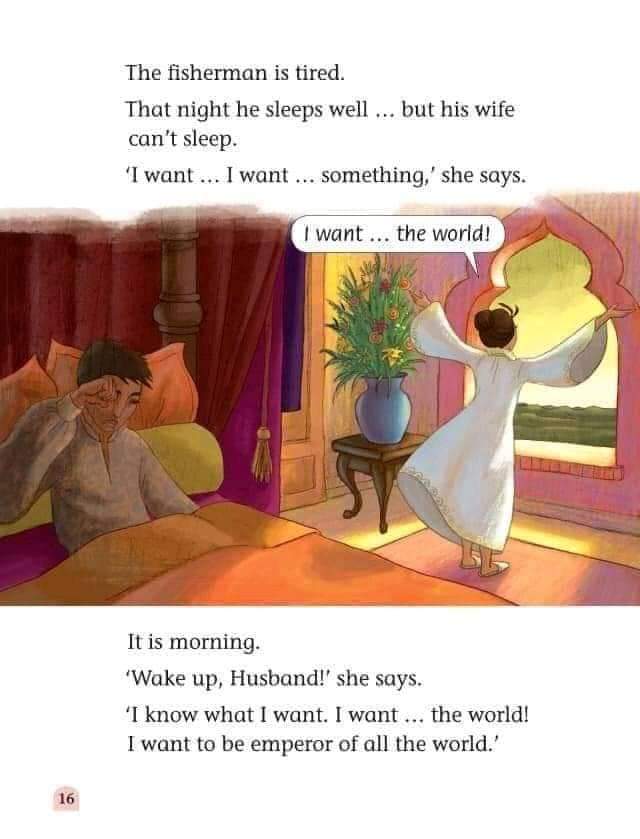 The fisherman is tired.
That night he sleeps well ... but his wife
can't sleep.
'I want ... I want ... something,' she says.
I want ... the world!
It is morning.
'Wake up, Husband!' she says.
'I know what I want. I want ... the world!
I want to be emperor of all the world.'
16